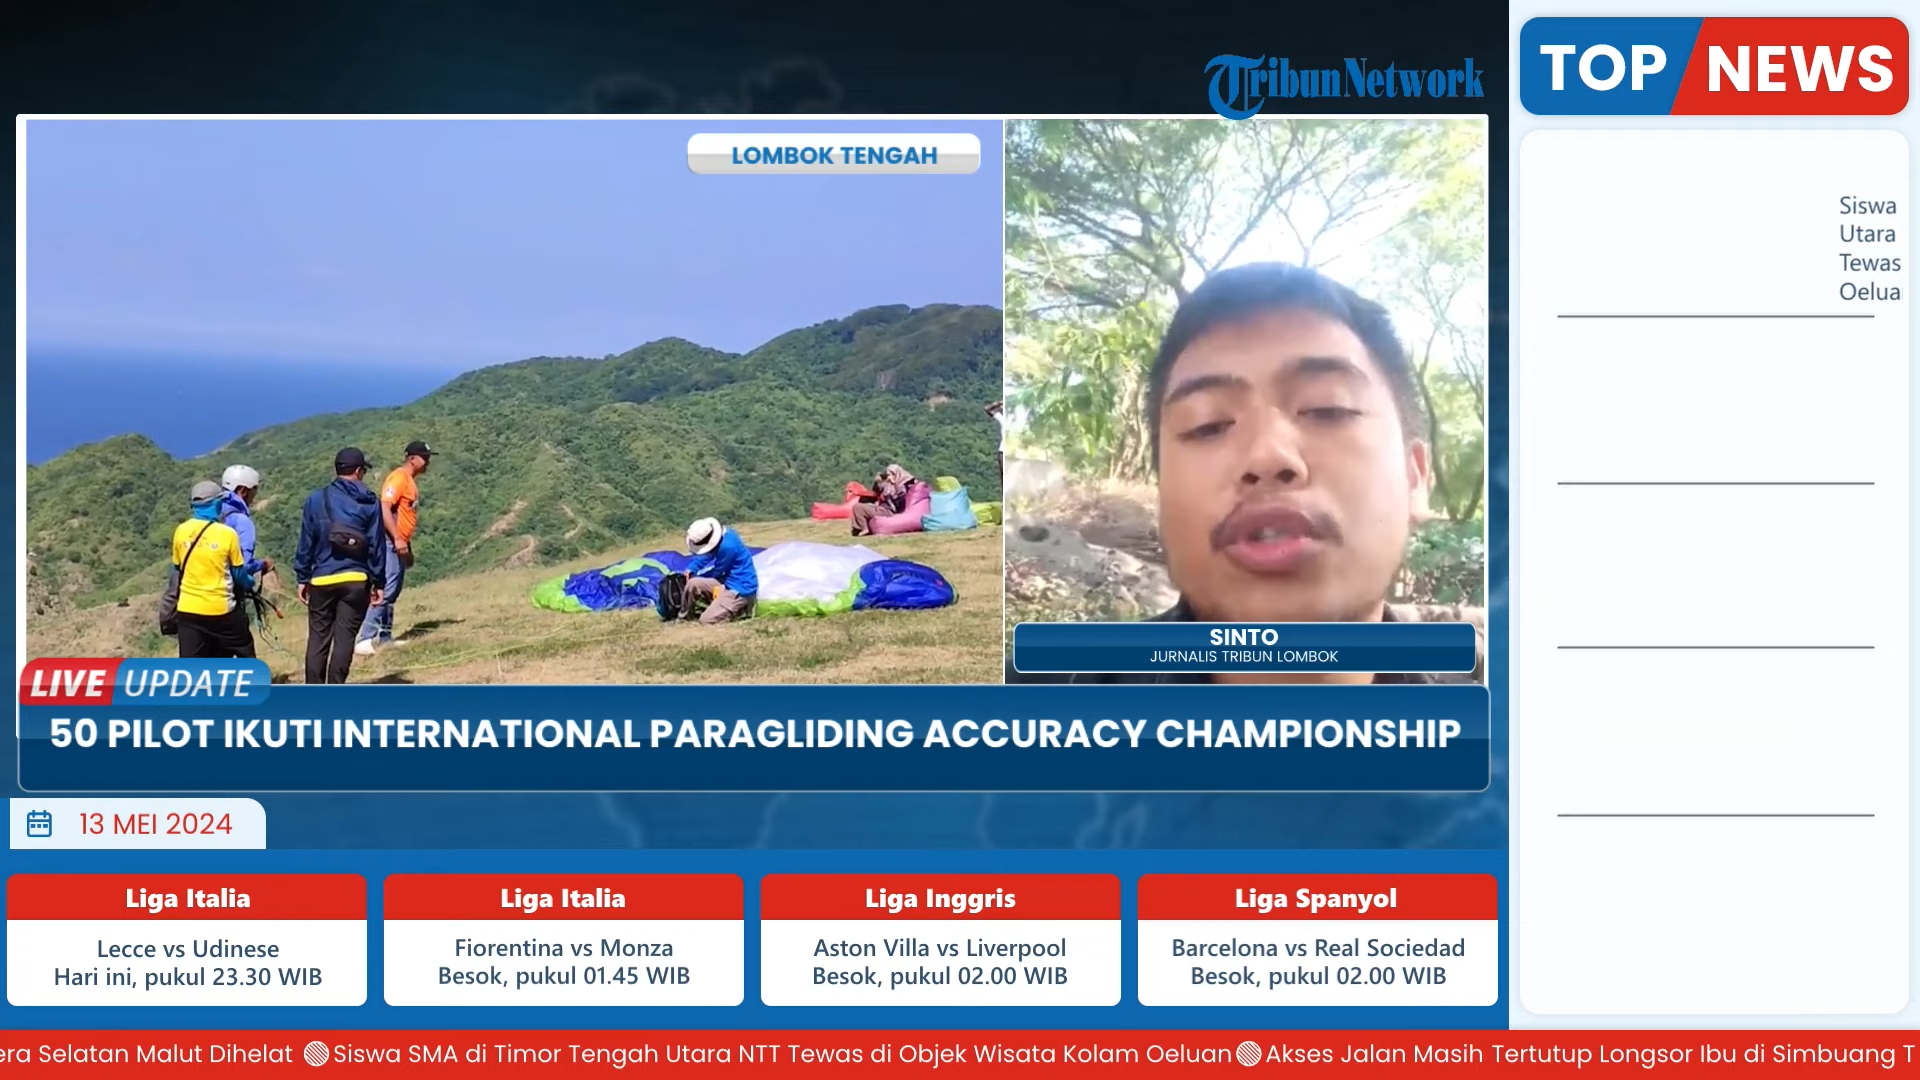 TribunNetwork
TOP NEWS
LOMBOK TENGAH
Siswa
Utara
Tewas
SINTO
JURNALIS TRIBUN LOMBOK
LIVE UPDATE
50 PILOT IKUTI INTERNATIONAL PARAGLIDING ACCURACY CHAMPIONSHIP
13 MEI 2024
Liga Italia
Lecce vs Udinese
Hari ini, pukul 23.30 WIB
Liga Italia
Fiorentina vs Monza
Besok, pukul 01.45 WIB
Liga Inggris
Aston Villa vs Liverpool
Besok, pukul 02.00 WIB
Liga Spanyol
Barcelona vs Real Sociedad
Besok, pukul 02.00 WIB
Selatan Malut Dihelat Siswa SMA di Timor Tengah Utara NTT Tewas di Objek Wisata Kolam Oeluan Akses Jalan Masih Tertutup Longsor Ibu di Simbuang